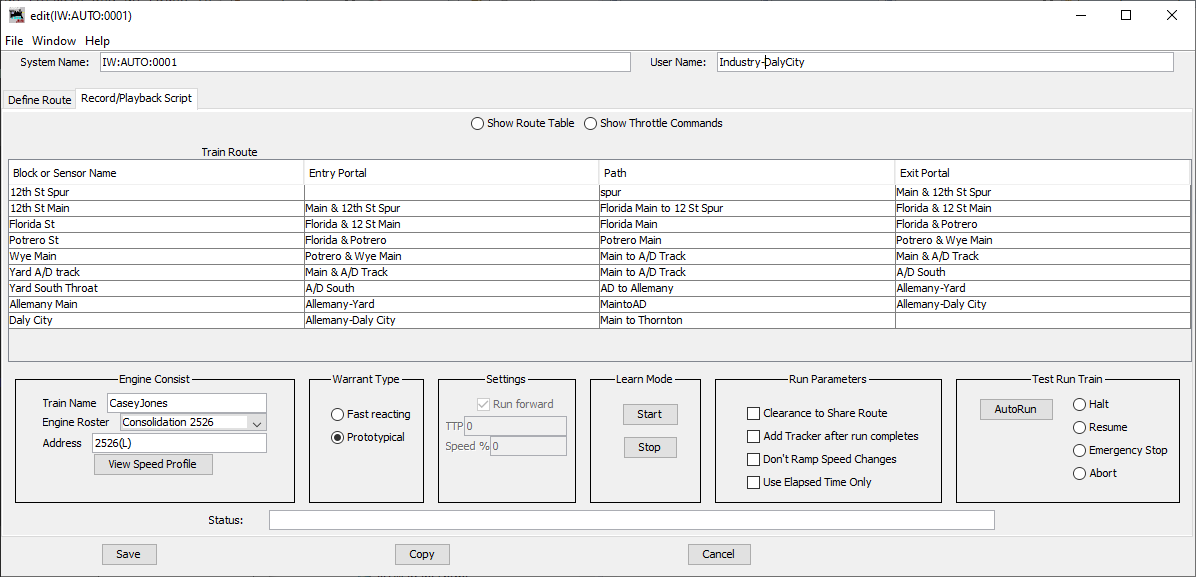 edit(IW:AUTO:0001)
File Window Help
System Name: IW:AUTO:0001 User Name: Industry-DalyCity
Define Route Record/Playback Script
Show Route Table Show Throttle Commands
Train Route
Block or Sensor Name Entry Portal Path Exit Portal
12th St Spur spur Main & 12th St Spur
12th St Main Main & 12th St Spur Florida Main to 12 St Spur Florida & 12 St Main
Florida St Florida & 12 St Main Florida Main Florida & Potrero
Potrero St Florida & Potrero Potrero Main Potrero & Wye Main
Wye Main Potrero & Wye Main Main to A/D Track Main & A/D Track
Yard A/D track Main & A/D Track Main to A/D Track A/D South
Yard South Throat A/D South AD to Allemany Allemany-Yard
Allemany Main Allemany-Yard MaintoAD Allemany-Daly City
Daly City Allemany-Daly City Main to Thornton
Engine Consist Warrant Type Settings Learn Mode Run Parameters Test Run Train
Train Name CaseyJones Run forward AutoRun Halt
Engine Roster Consolidation 2526 Fast reacting TTP 0 Start Clearance to Share Route Resume
Address 2526(L) Prototypical Speed % 0 Stop Add Tracker after run completes Emergency Stop
View Speed Profile Don't Ramp Speed Changes Abort
Use Elapsed Time Only
Status:
Save Copy Cancel